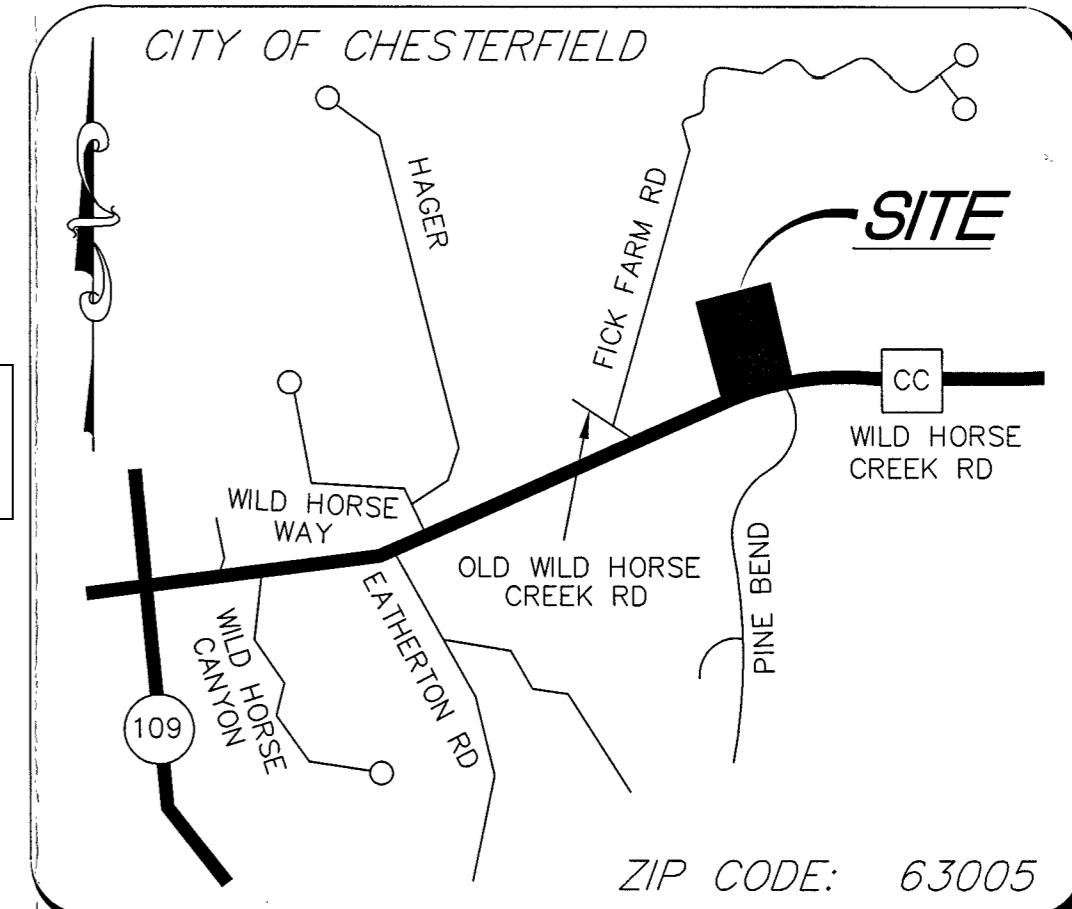 CITY OF CHESTERFIELD
HAGER
FICK FARM RD
SITE
CC
WILD HORSE
CREEK RD
WILD HORSE
WAY
OLD WILD HORSE
CREEK RD
EATHERTON RD
PINE BEND
WILD HORSE
CANYON
109
ZIP CODE: 63005